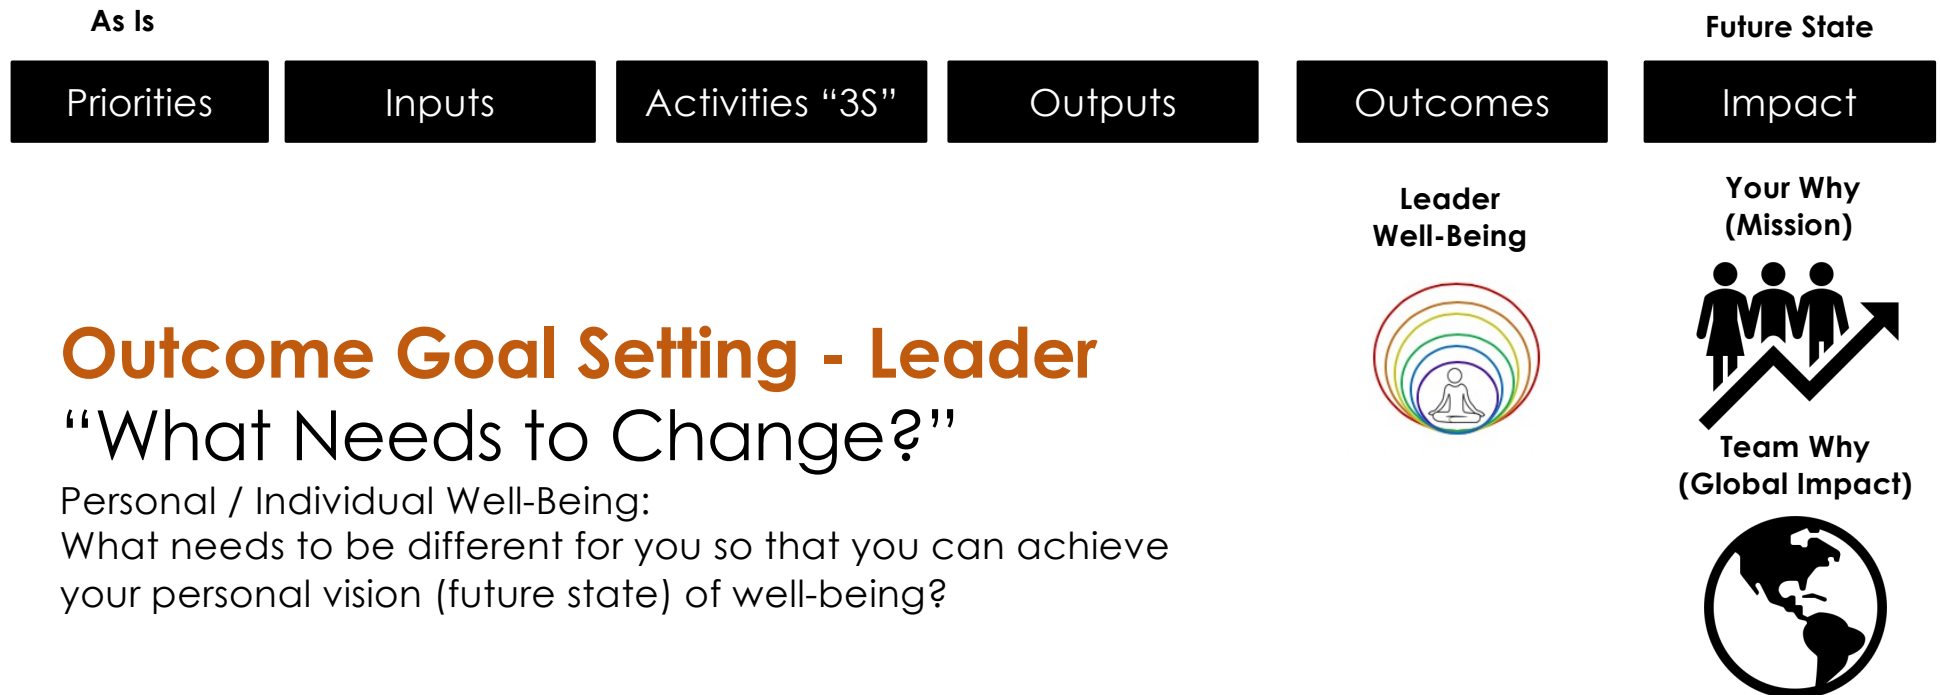 As Is
Future State
Priorities
Inputs
Activities “3S”
Outputs
Outcomes
Impact
Leader
Well-Being
Your Why
(Mission)
Outcome Goal Setting - Leader
“What Needs to Change?”
Personal / Individual Well-Being:
What needs to be different for you so that you can achieve
your personal vision (future state) of well-being?
Team Why
(Global Impact)